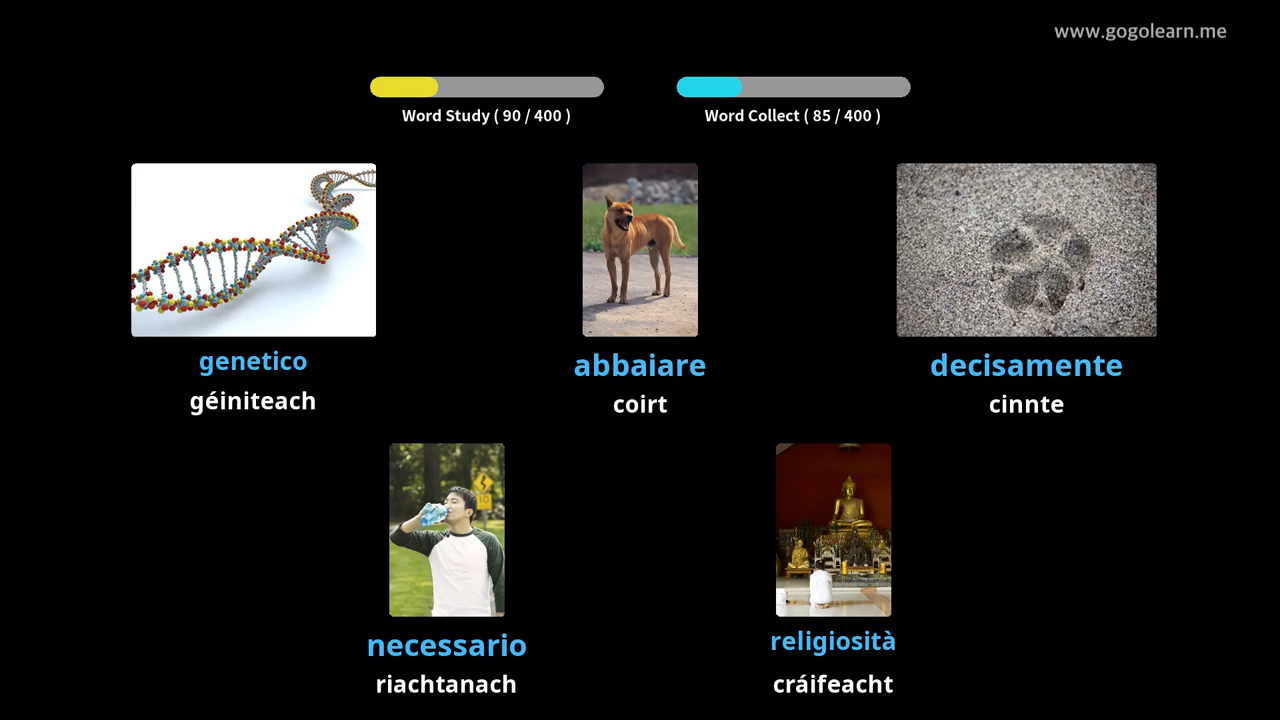 www.gogolearn.me
Word Study ( 90 / 400 )
Word Collect ( 85 / 400 )
genetico
géiniteach
abbaiare
coirt
decisamente
cinnte
necessario
riachtanach
religiosità
cráifeacht